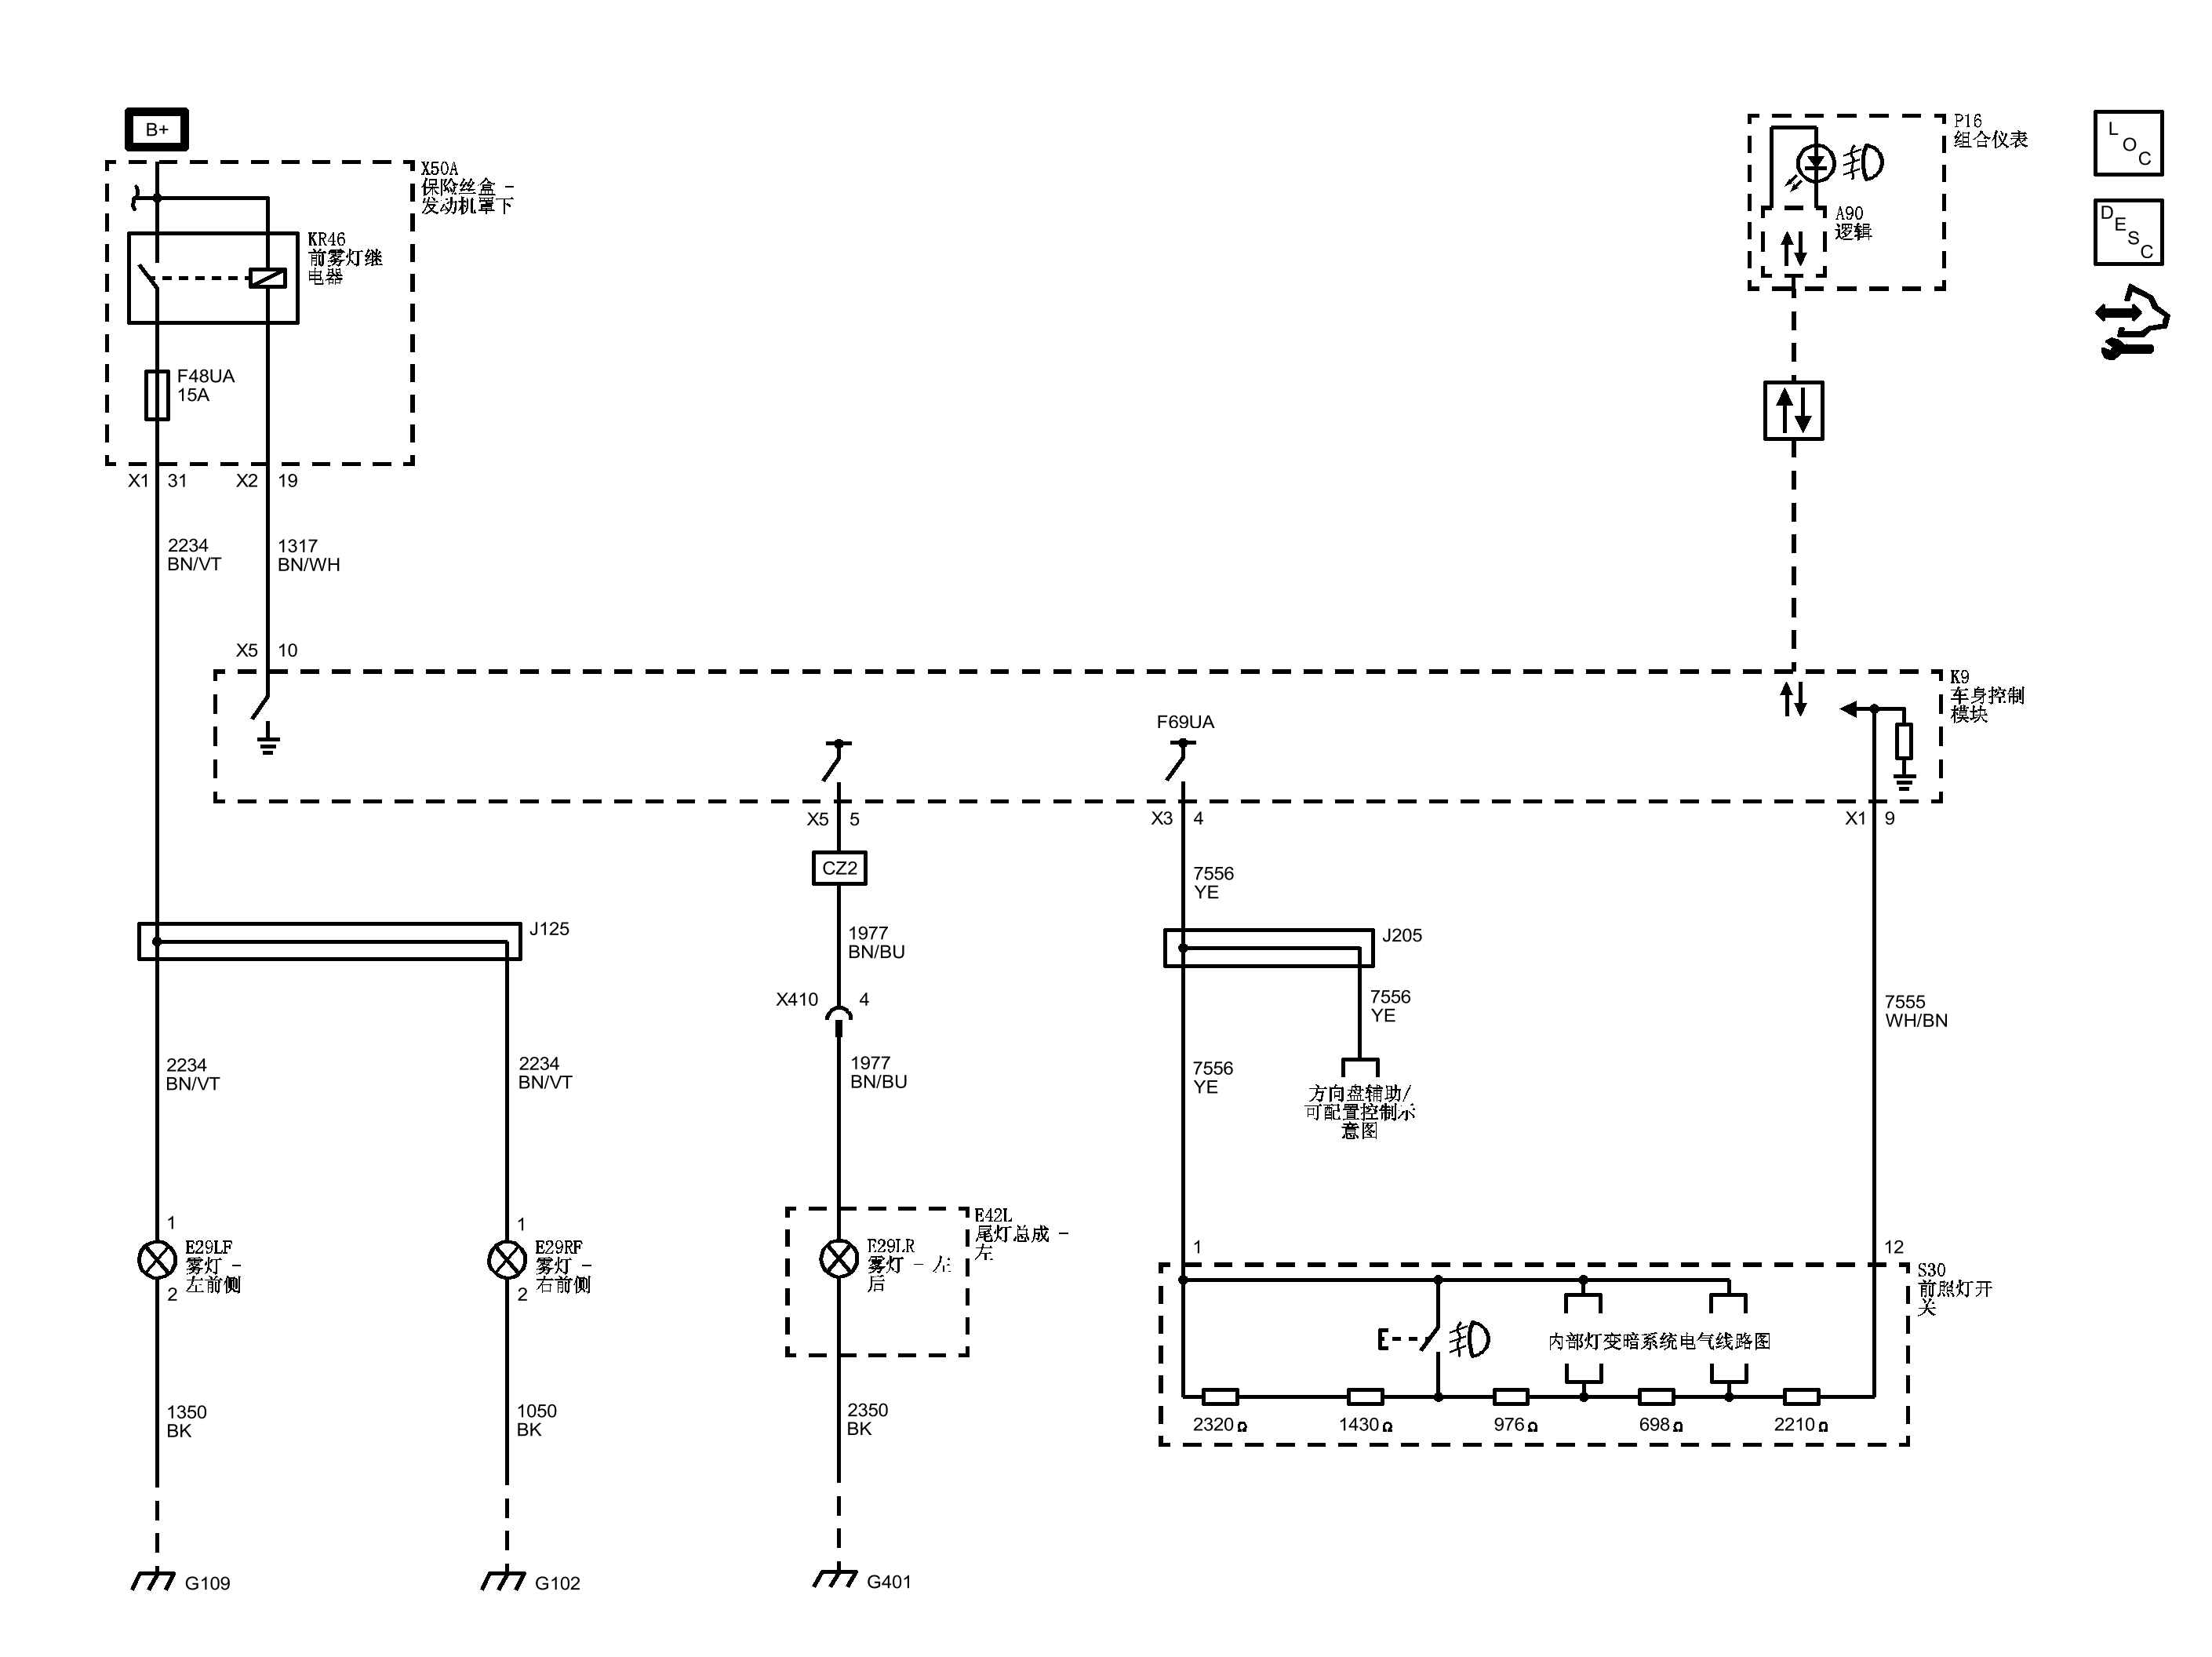 B+
X50A
保险丝盒 -
发动机罩下
KR46
前雾灯继
电器
F48UA
15A
X1 31
X2 19
2234
BN/VT
1317
BN/WH
X5 10
P16
组合仪表
A90
逻辑
L
O
C
D
E
S
C
K9
车身控制
模块
F69UA
X5 5
X3 4
X1 9
CZ2
7556
YE
J125
1977
BN/BU
J205
X410 4
7556
YE
7555
WH/BN
2234
BN/VT
2234
BN/VT
1977
BN/BU
7556
YE
方向盘辅助/
可配置控制示
意图
1
E29LF
雾灯 -
左前侧
2
1
E29RF
雾灯 -
右前侧
2
E42L
尾灯总成 -
左
E29LR
雾灯 - 左
后
1
12
S30
前照灯开
关
E
内部灯变暗系统电气线路图
2320Ω
1430Ω
976Ω
698Ω
2210Ω
1350
BK
1050
BK
2350
BK
G109
G102
G401